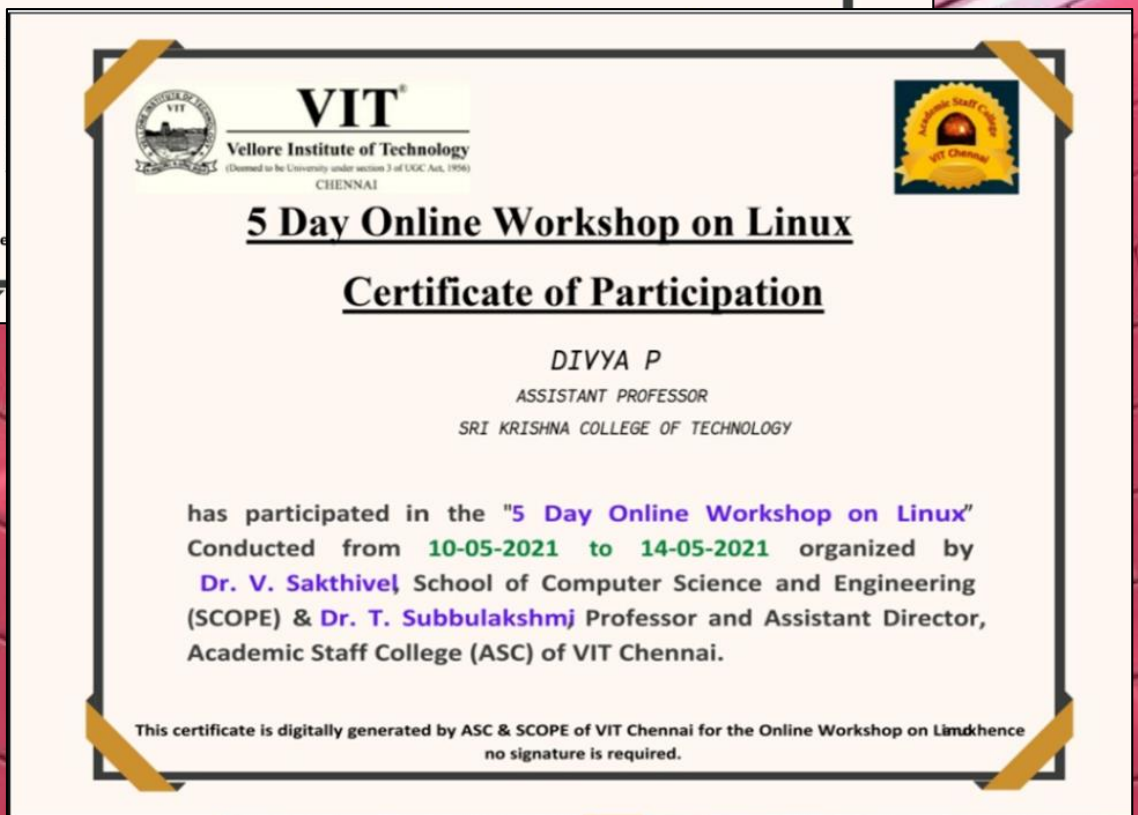 VIT®
VIT
Vellore Institute of Technology
(Deemed to be University under section 3 of UGC Act, 1956)
CHENNAI
Academic Staff College
VIT Chennai
5 Day Online Workshop on Linux
Certificate of Participation
DIVYA P
ASSISTANT PROFESSOR
SRI KRISHNA COLLEGE OF TECHNOLOGY
has participated in the "5 Day Online Workshop on Linux"
Conducted from 10-05-2021 to 14-05-2021 organized by
Dr. V. Sakthivel, School of Computer Science and Engineering
(SCOPE) & Dr. T. Subbulakshmi, Professor and Assistant Director,
Academic Staff College (ASC) of VIT Chennai.
This certificate is digitally generated by ASC & SCOPE of VIT Chennai for the Online Workshop on hence
no signature is required.